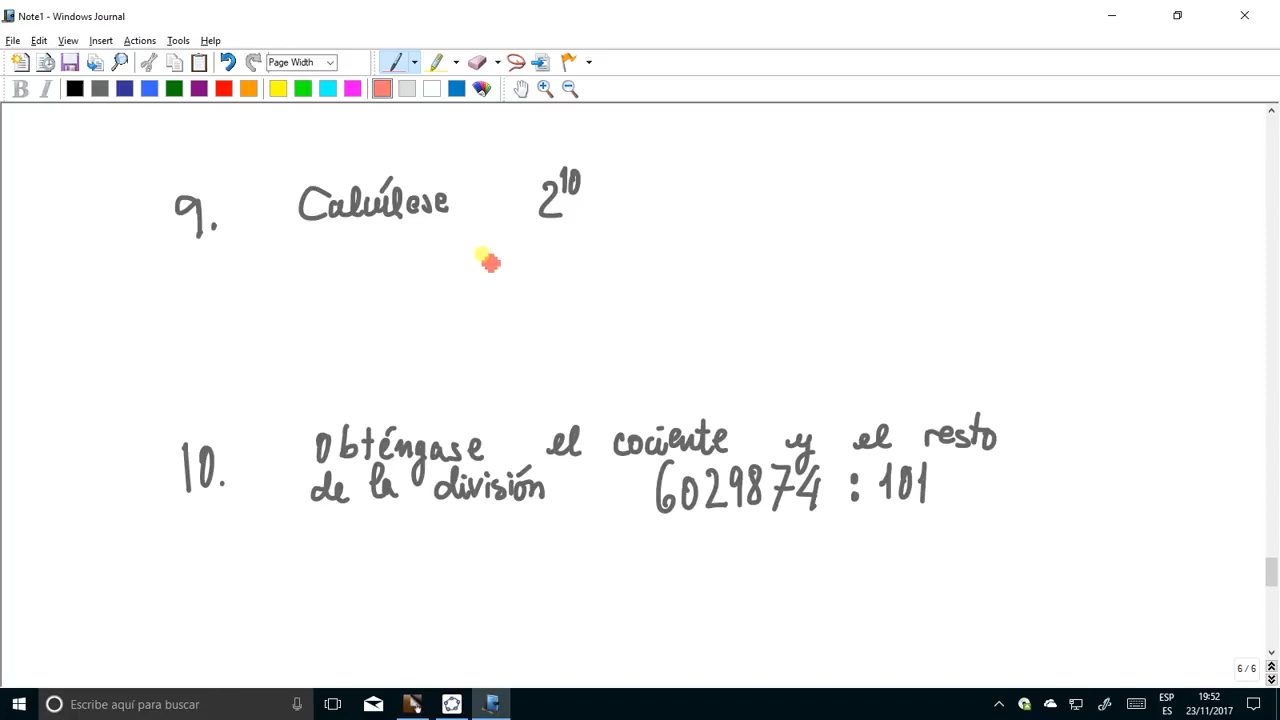 Note1 - Windows Journal
File Edit View Insert Actions Tools Help
Page Width
B I
9. Calcúlese 2^10
10. Obténgase el cociente y el resto
de la división 6029874 : 101
6 / 6
Escribe aquí para buscar
ESP 19:52
ES 23/11/2017